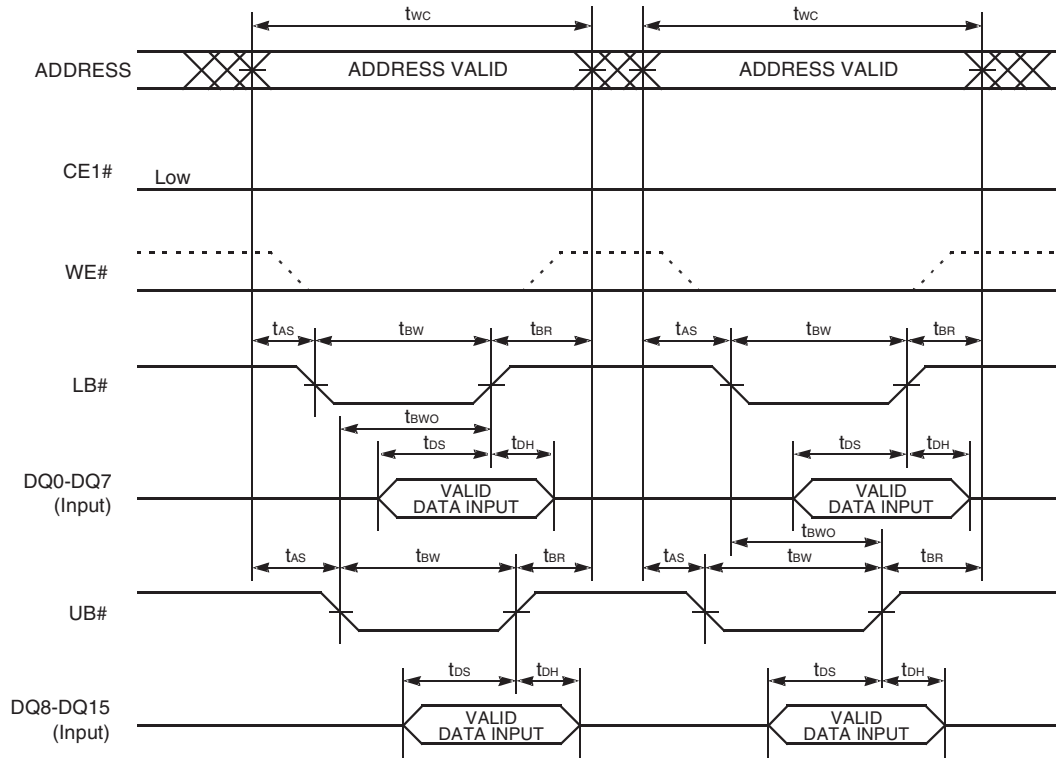 tWC tWC
ADDRESS ADDRESS VALID ADDRESS VALID
CE1# Low
WE#
tAS tBW tBR tAS tBW tBR
LB#
tBWO
tDS tDH tDS tDH
DQ0-DQ7
(Input)
VALID
DATA INPUT
VALID
DATA INPUT
tBWO
tAS tBW tBR tAS tBW tBR
UB#
tDS tDH tDS tDH
DQ8-DQ15
(Input)
VALID
DATA INPUT
VALID
DATA INPUT